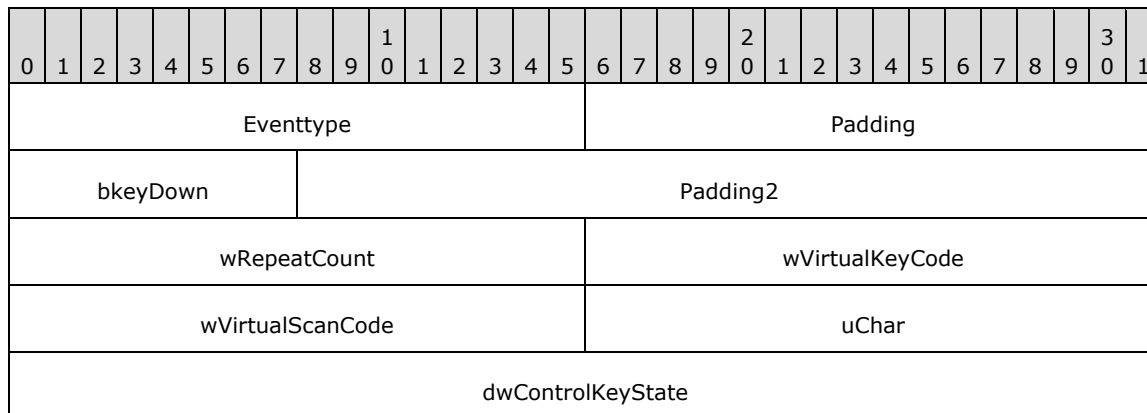 1 2 3
0 1 2 3 4 5 6 7 8 9 0 1 2 3 4 5 6 7 8 9 0 1 2 3 4 5 6 7 8 9 0 1
Eventtype Padding
bkeyDown Padding2
wRepeatCount wVirtualKeyCode
wVirtualScanCode uChar
dwControlKeyState